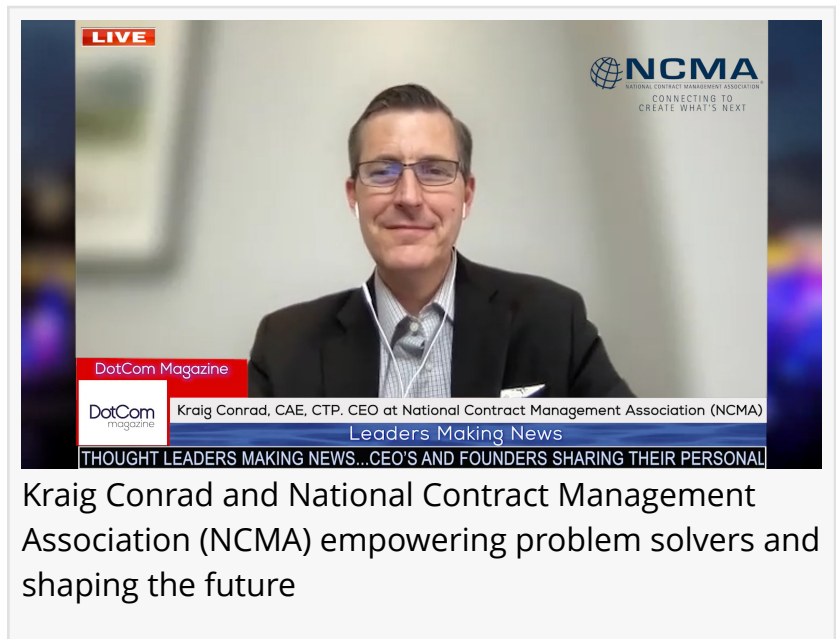 LIVE
NCMA
NATIONAL CONTRACT MANAGEMENT ASSOCIATION
CONNECTING TO
CREATE WHAT'S NEXT
DotCom Magazine
DotCom
magazine
Kraig Conrad, CAE, CTP. CEO at National Contract Management Association (NCMA)
Leaders Making News
THOUGHT LEADERS MAKING NEWS...CEO'S AND FOUNDERS SHARING THEIR PERSONAL
Kraig Conrad and National Contract Management
Association (NCMA) empowering problem solvers and
shaping the future